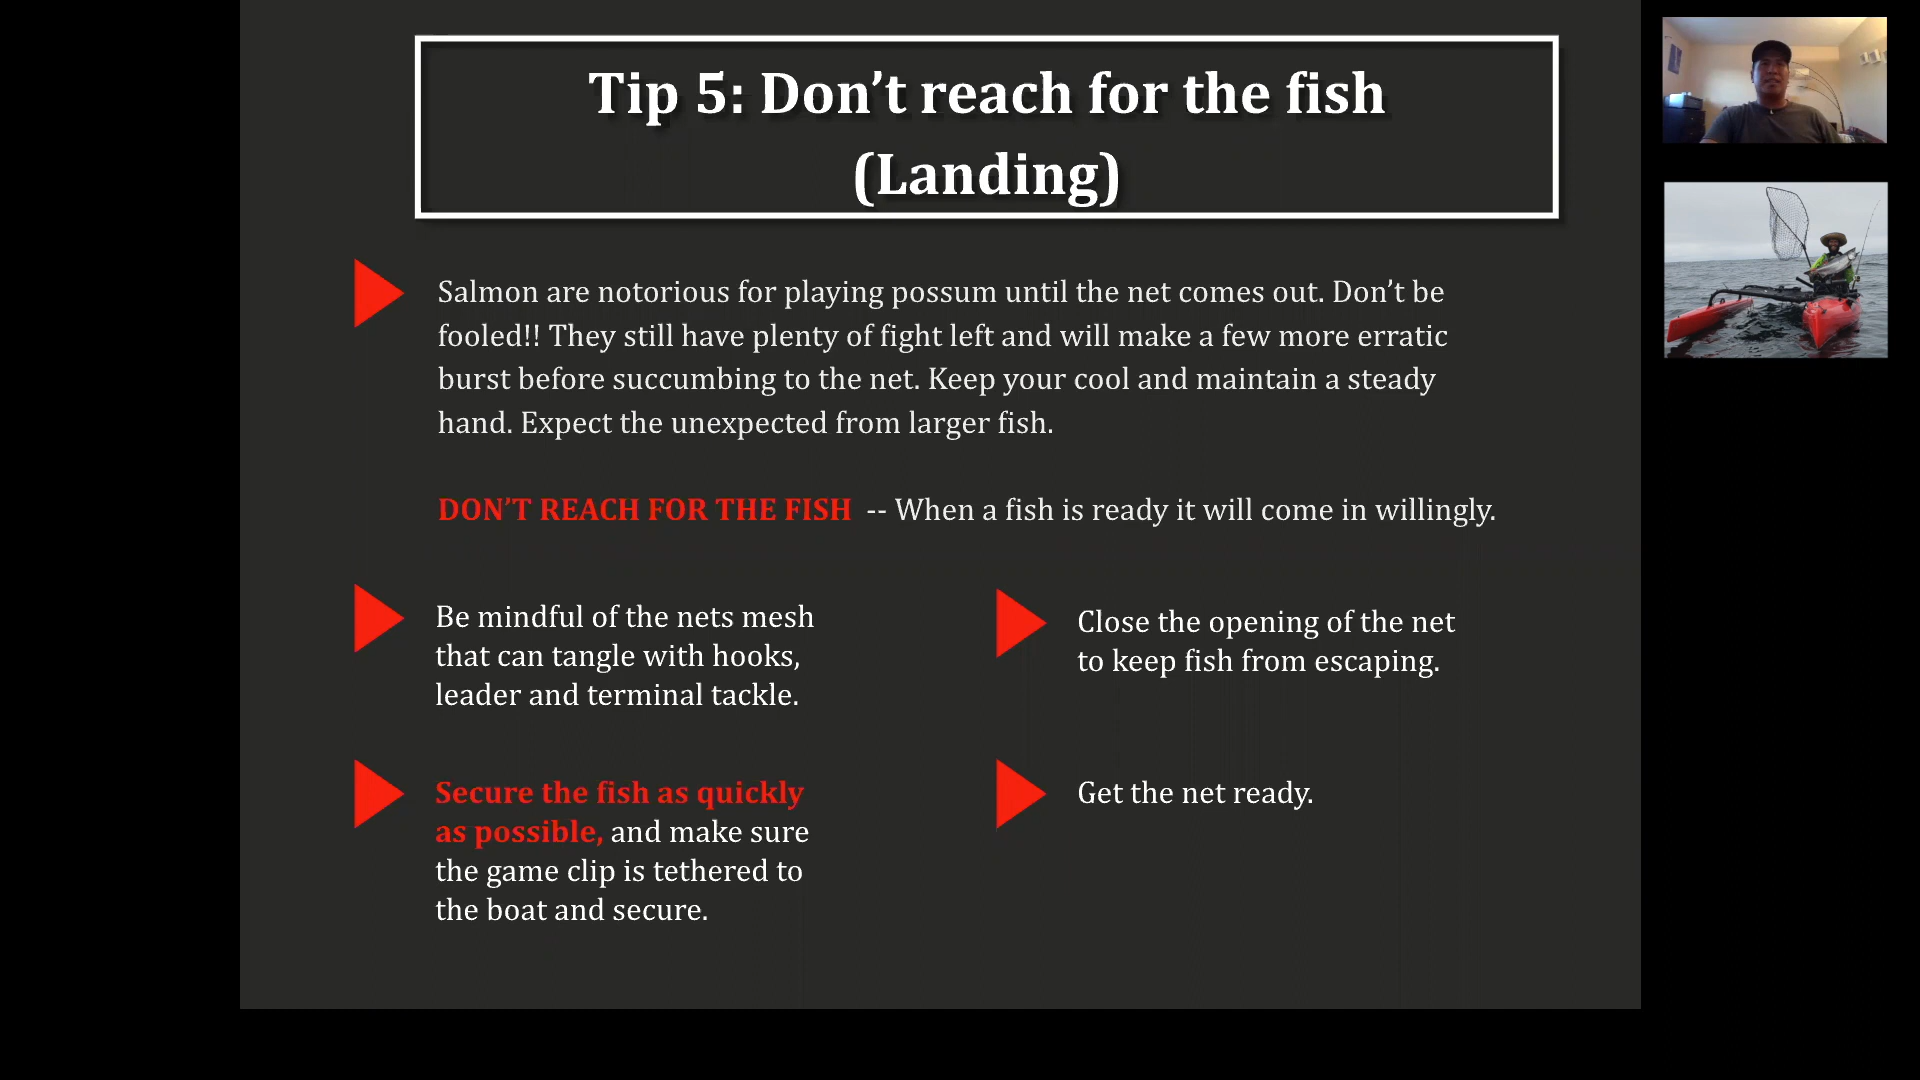 Tip 5: Don’t reach for the fish
(Landing)
Salmon are notorious for playing possum until the net comes out. Don’t be
fooled!! They still have plenty of fight left and will make a few more erratic
burst before succumbing to the net. Keep your cool and maintain a steady
hand. Expect the unexpected from larger fish.
DON’T REACH FOR THE FISH -- When a fish is ready it will come in willingly.
Be mindful of the nets mesh
that can tangle with hooks,
leader and terminal tackle.
Close the opening of the net
to keep fish from escaping.
Secure the fish as quickly
as possible, and make sure
the game clip is tethered to
the boat and secure.
Get the net ready.